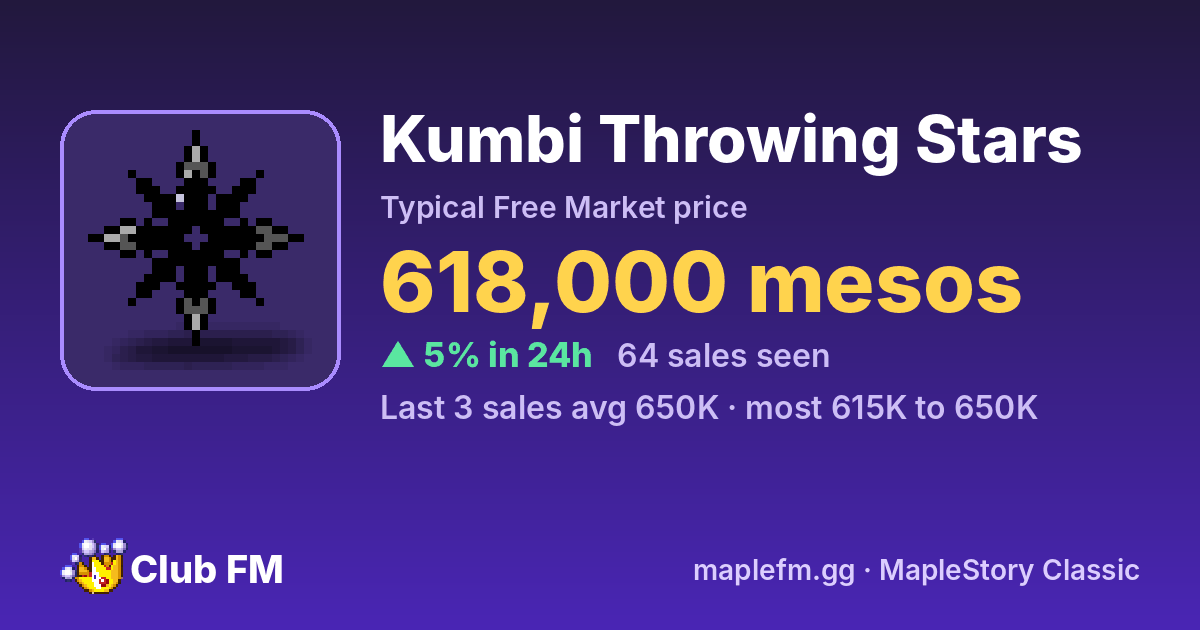 Kumbi Throwing Stars
Typical Free Market price
618,000 mesos
▲ 5% in 24h 64 sales seen
Last 3 sales avg 650K · most 615K to 650K
Club FM
maplefm.gg · MapleStory Classic